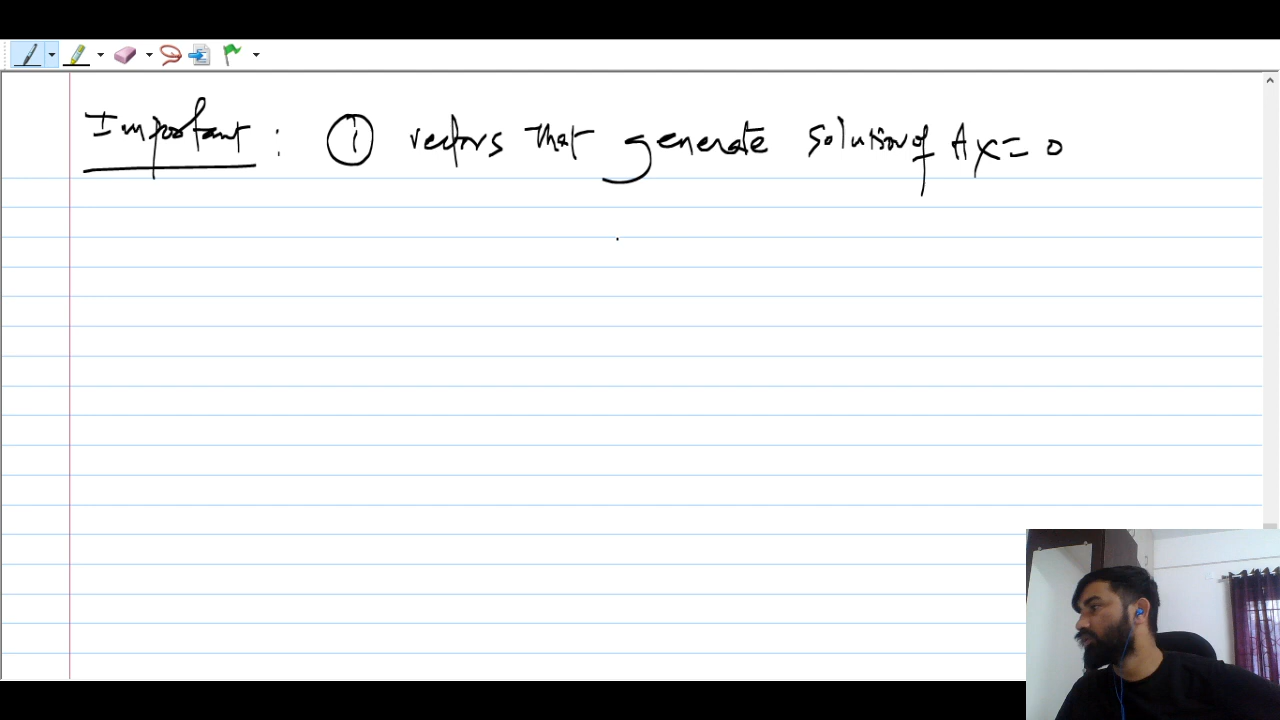 Important : ① vectors that generate solution of Ax = 0